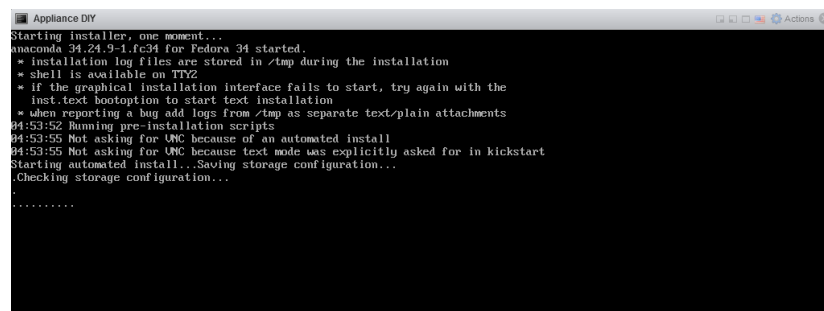 Appliance DIY
Actions
Starting installer, one moment...
anaconda 34.24.9-1.fc34 for Fedora 34 started.
* installation log files are stored in /tmp during the installation
* shell is available on TTY2
* if the graphical installation interface fails to start, try again with the
inst.text bootoption to start text installation
* when reporting a bug add logs from /tmp as separate text/plain attachments
04:53:52 Running pre-installation scripts
04:53:55 Not asking for VNC because of an automated install
04:53:55 Not asking for VNC because text mode was explicitly asked for in kickstart
Starting automated install...Saving storage configuration...
.Checking storage configuration...
.
..........